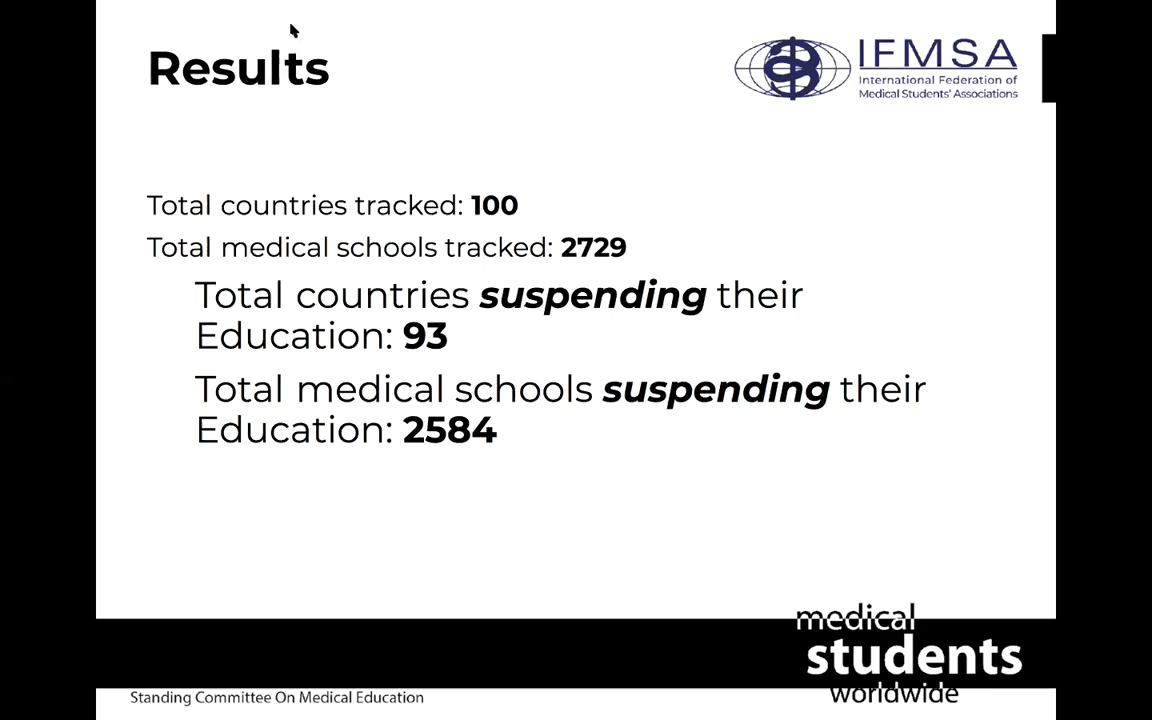 Results
IFMSA
International Federation of
Medical Students' Associations
Total countries tracked: 100
Total medical schools tracked: 2729
Total countries suspending their
Education: 93
Total medical schools suspending their
Education: 2584
medical
students
worldwide
Standing Committee On Medical Education